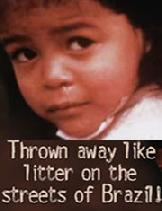 Thrown away like
litter on the
streets of Brazil!